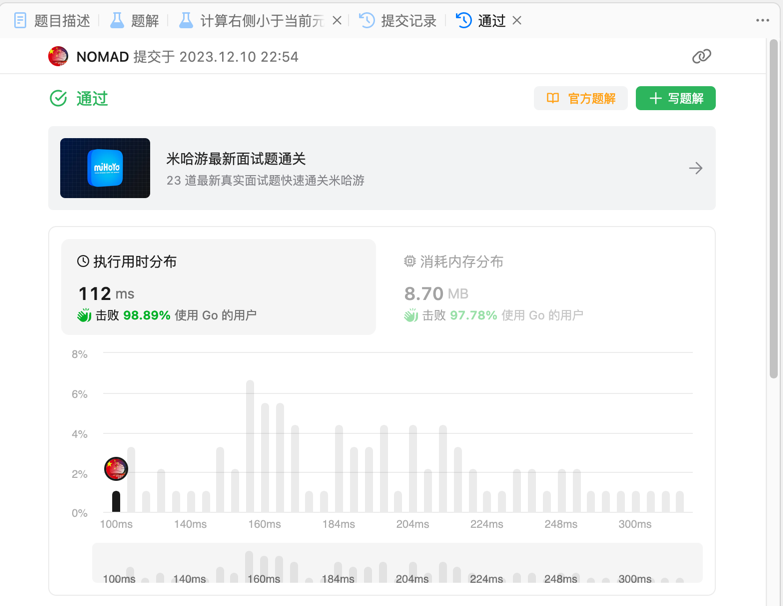 题目描述 题解 计算右侧小于当前元 提交记录 通过
NOMAD 提交于 2023.12.10 22:54
通过 官方题解 写题解
miHoYo
米哈游最新面试题通关
23 道最新真实面试题快速通关米哈游
执行用时分布
112 ms
击败 98.89% 使用 Go 的用户
消耗内存分布
8.70 MB
击败 97.78% 使用 Go 的用户
8%
6%
4%
2%
0%
100ms 140ms 160ms 184ms 204ms 224ms 248ms 300ms
100ms 140ms 160ms 184ms 204ms 224ms 248ms 300ms